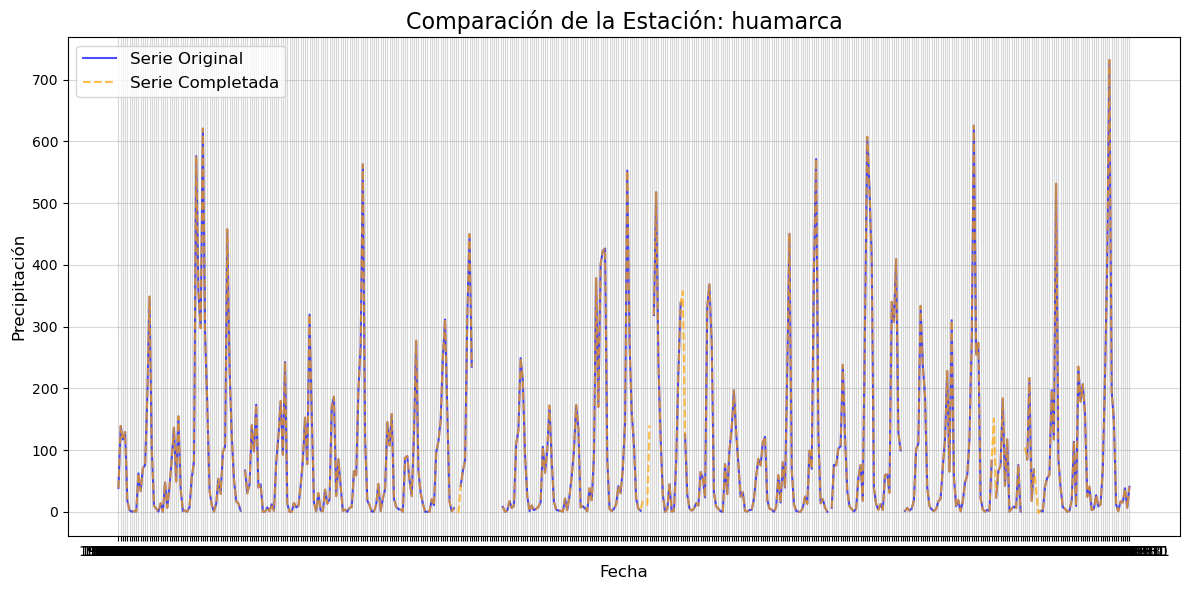 Comparación de la Estación: huamarca
Serie Original
Serie Completada
700
600
500
400
300
200
100
0
Precipitación
Fecha